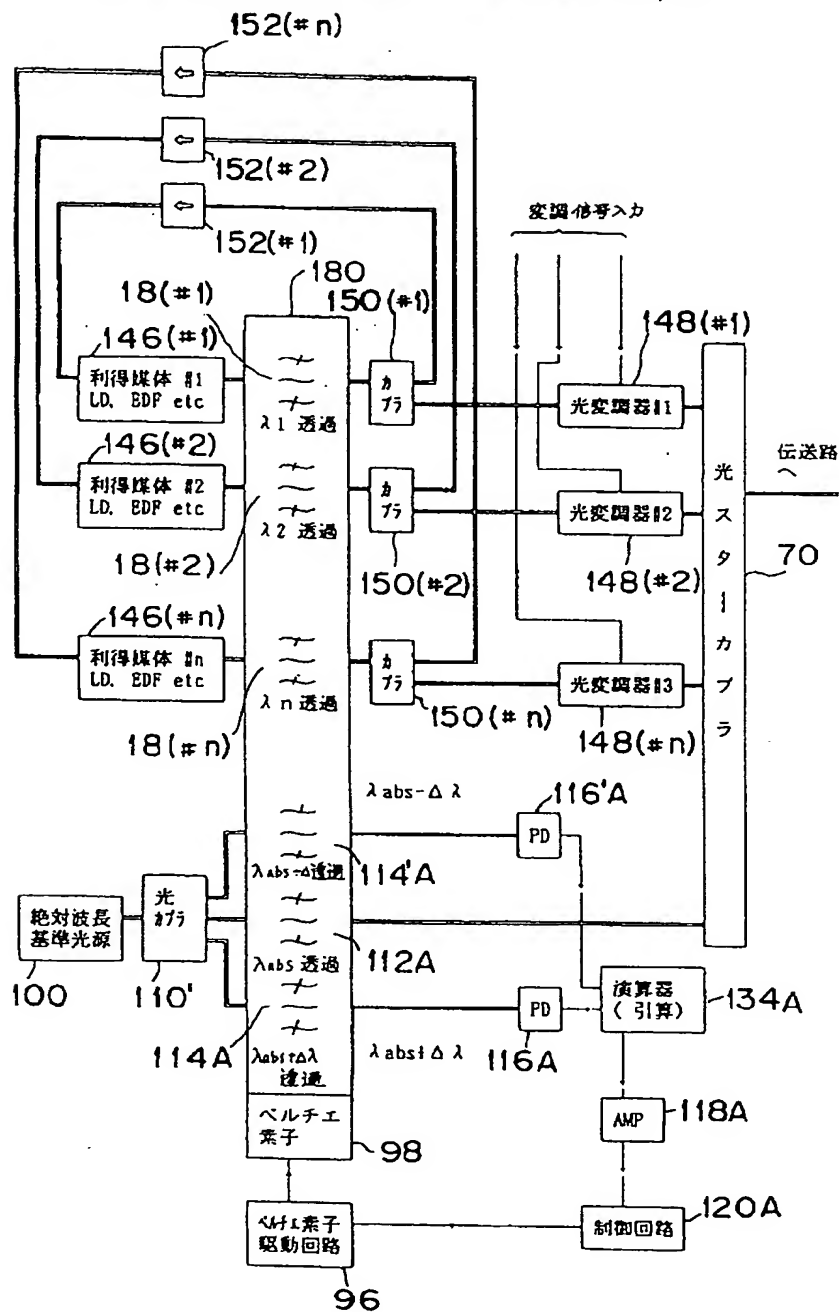 152(#n)
152(#2)
152(#1)
変調信号入力
180
18(#1)
150(#1)
148(#1)
146(#1)
利得媒体 #1
LD. EDF etc
カプラ
光変調器#1
λ1 透過
146(#2)
伝送路
利得媒体 #2
LD. EDF etc
カプラ
光変調器#2
λ2 透過
18(#2)
150(#2)
148(#2)
70
光スターカプラ
146(#n)
利得媒体 #n
LD. EDF etc
カプラ
光変調器#3
λn 透過
18(#n)
150(#n)
148(#n)
λabs-Δλ
116'A
PD
λabs-Δ透過
114'A
絶対波長
基準光源
光
カプラ
λabs 透過
112A
100
110'
演算器
(引算)
134A
PD
114A
λabs+Δλ
透過
λabs+Δλ
116A
ペルチエ
素子
98
AMP
118A
ペルチェ素子
駆動回路
制御回路
120A
96